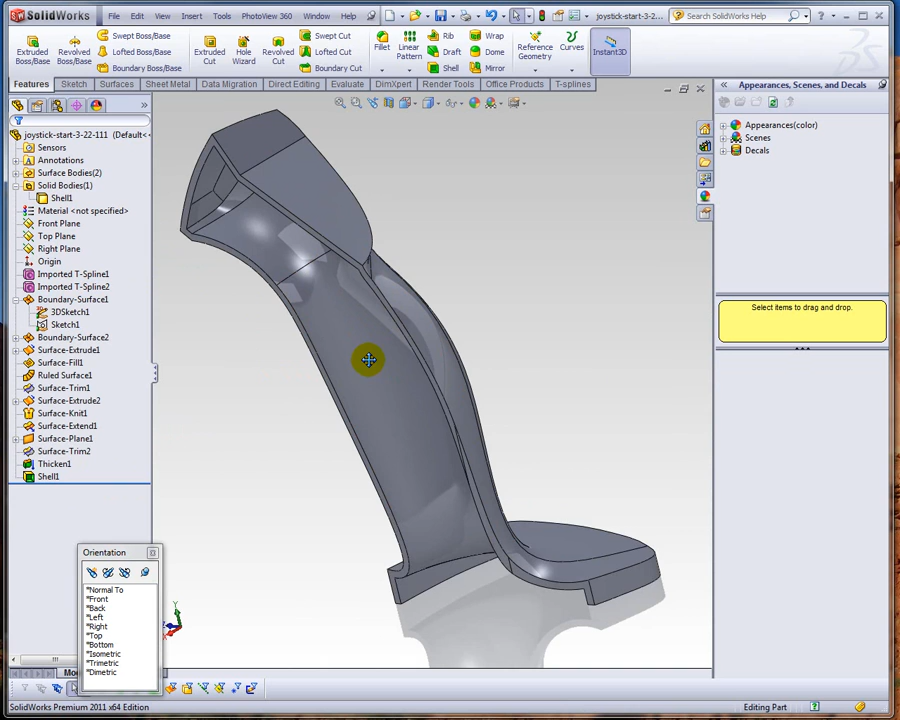 SolidWorks File Edit View Insert Tools PhotoView 360 Window Help joystick-start-3-2... Search SolidWorks Help
Extruded Boss/Base
Revolved Boss/Base
Swept Boss/Base
Lofted Boss/Base
Boundary Boss/Base
Extruded Cut
Hole Wizard
Revolved Cut
Swept Cut
Lofted Cut
Boundary Cut
Fillet
Linear Pattern
Rib
Draft
Shell
Wrap
Dome
Mirror
Reference Geometry
Curves
Instant3D
Features Sketch Surfaces Sheet Metal Data Migration Direct Editing Evaluate DimXpert Render Tools Office Products T-splines
joystick-start-3-22-111 (Default<
Sensors
Annotations
Surface Bodies(2)
Solid Bodies(1)
Shell1
Material <not specified>
Front Plane
Top Plane
Right Plane
Origin
Imported T-Spline1
Imported T-Spline2
Boundary-Surface1
3DSketch1
Sketch1
Boundary-Surface2
Surface-Extrude1
Surface-Fill1
Ruled Surface1
Surface-Trim1
Surface-Extrude2
Surface-Knit1
Surface-Extend1
Surface-Plane1
Surface-Trim2
Thicken1
Shell1
Orientation
*Normal To
*Front
*Back
*Left
*Right
*Top
*Bottom
*Isometric
*Trimetric
*Dimetric
Y
Appearances, Scenes, and Decals
Appearances(color)
Scenes
Decals
Select items to drag and drop.
SolidWorks Premium 2011 x64 Edition
Editing Part